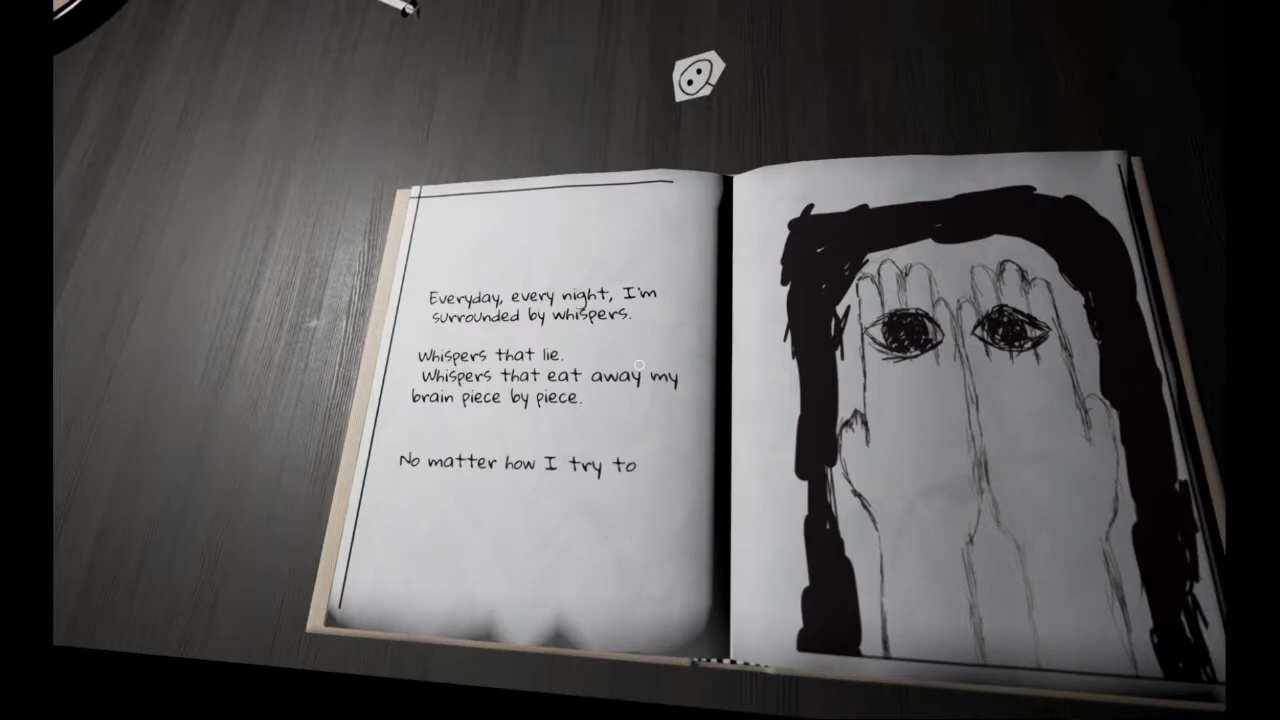 Everyday, every night, I'm
surrounded by whispers.
Whispers that lie.
Whispers that eat away my
brain piece by piece.
No matter how I try to